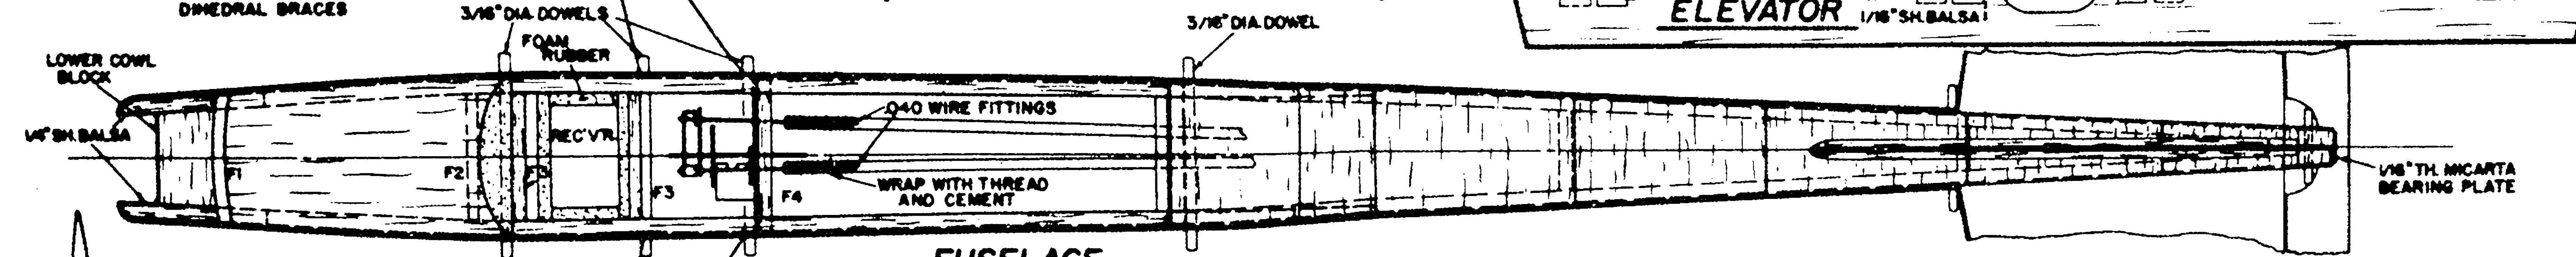 DIHEDRAL BRACES
3/16" DIA. DOWELS
3/16" DIA. DOWEL
ELEVATOR
1/16" SH. BALSA
LOWER COWL
BLOCK
FOAM
RUBBER
1/4" SH. BALSA
REC'V'R.
.040 WIRE FITTINGS
F1
F2
F3
F3
F4
WRAP WITH THREAD
AND CEMENT
1/16" TH. MICARTA
BEARING PLATE
FUSELAGE